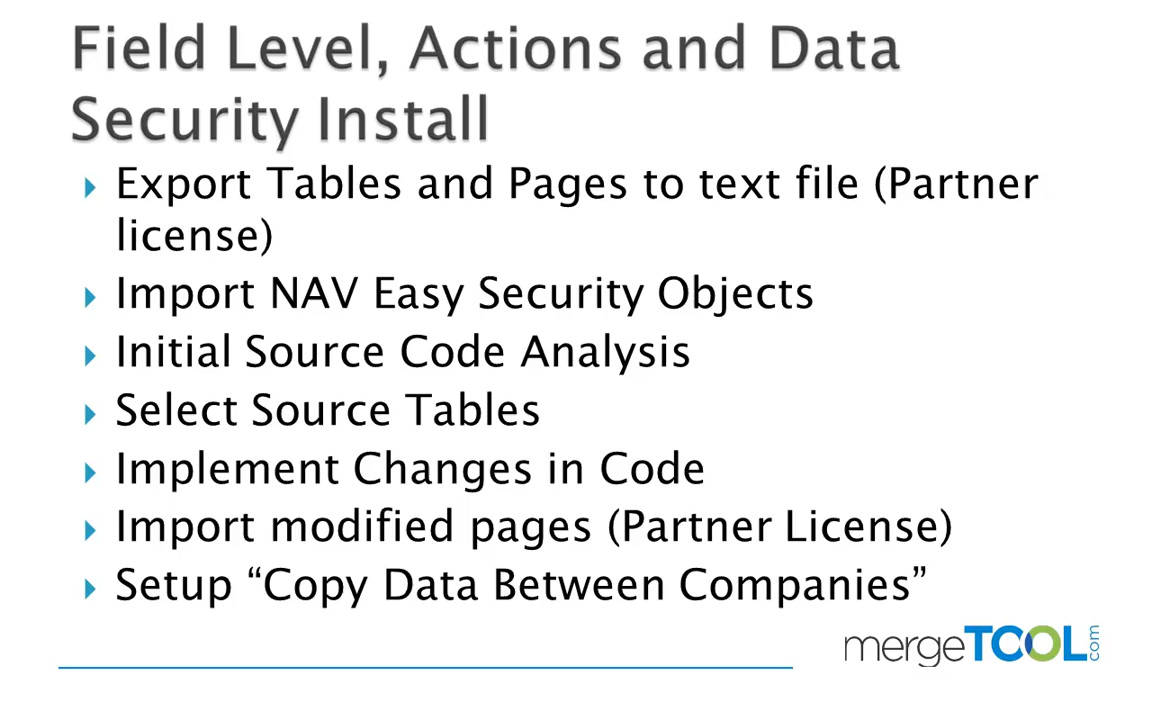 Field Level, Actions and Data
Security Install
Export Tables and Pages to text file (Partner
license)
Import NAV Easy Security Objects
Initial Source Code Analysis
Select Source Tables
Implement Changes in Code
Import modified pages (Partner License)
Setup “Copy Data Between Companies”
mergeTOOL.com